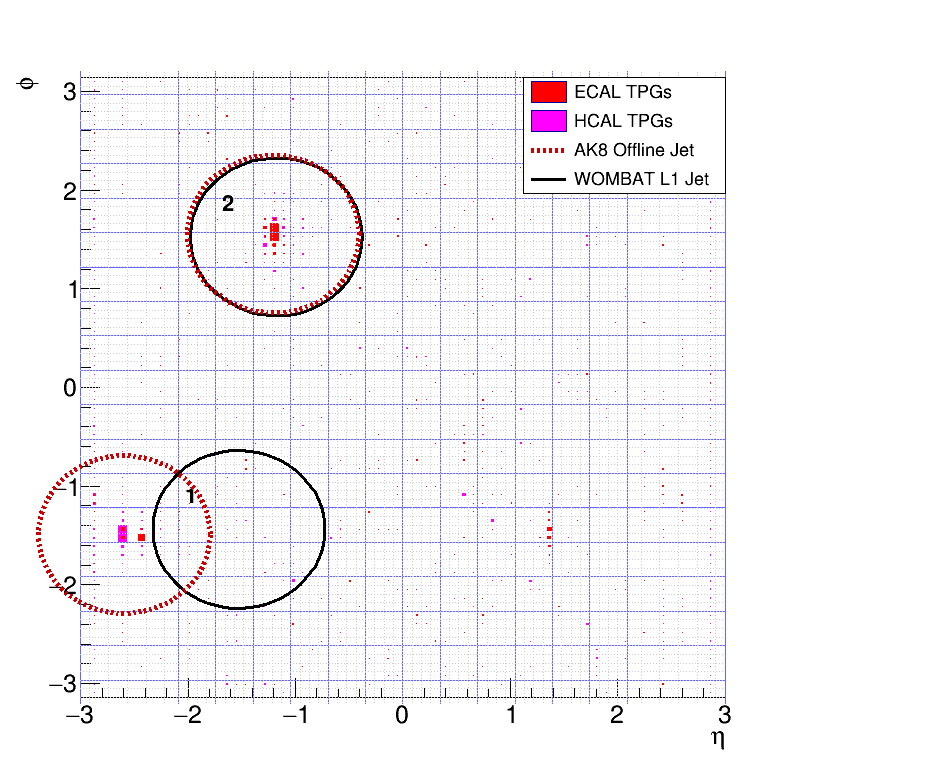 φ
3
2
1
0
−1
−2
−3
ECAL TPGs
HCAL TPGs
AK8 Offline Jet
WOMBAT L1 Jet
2
1
−3 −2 −1 0 1 2 3
η